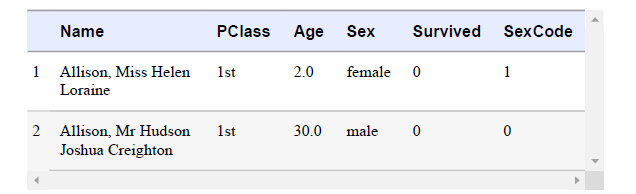 Name PClass Age Sex Survived SexCode
1 Allison, Miss Helen 1st 2.0 female 0 1
Loraine
2 Allison, Mr Hudson 1st 30.0 male 0 0
Joshua Creighton